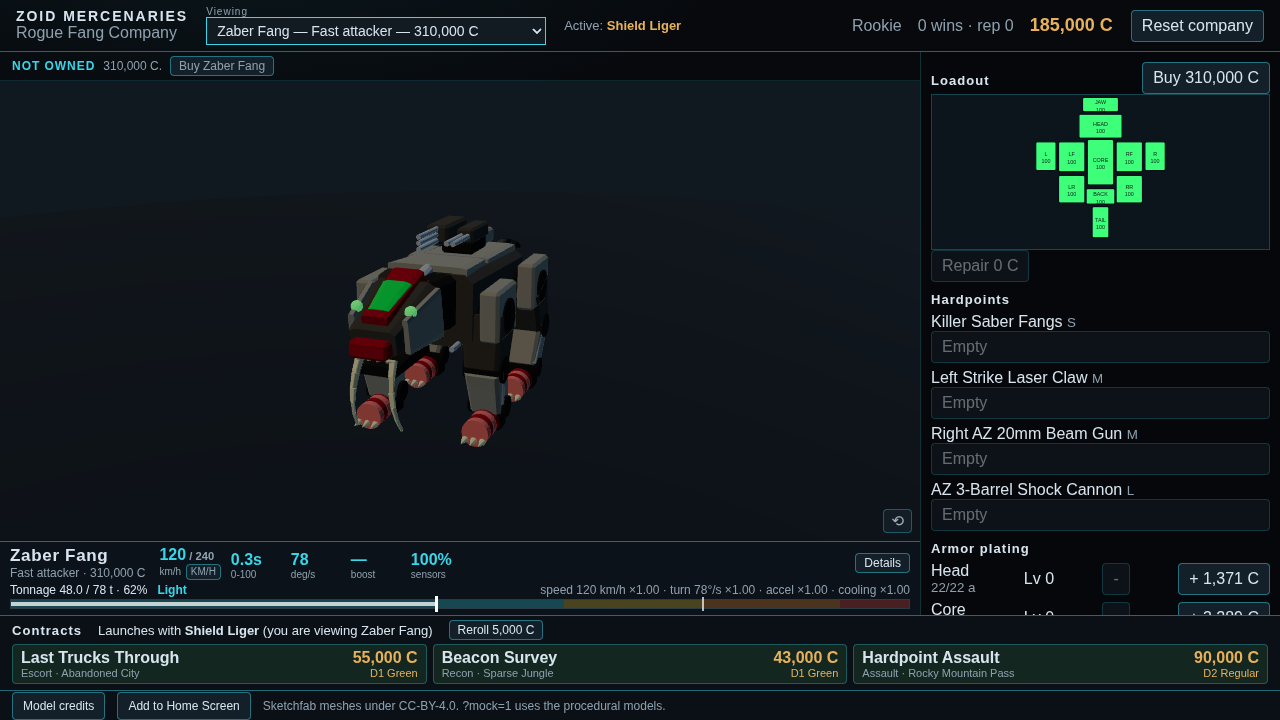 ZOID MERCENARIES
Rogue Fang Company
Viewing
Zaber Fang — Fast attacker — 310,000 C
Active: Shield Liger
Rookie 0 wins · rep 0 185,000 C Reset company
NOT OWNED 310,000 C. Buy Zaber Fang
Loadout Buy 310,000 C
JAW
100
HEAD
100
L
100
LF
100
CORE
100
RF
100
R
100
LR
100
BACK
100
RR
100
TAIL
100
Repair 0 C
Hardpoints
Killer Saber Fangs S
Empty
Left Strike Laser Claw M
Empty
Right AZ 20mm Beam Gun M
Empty
AZ 3-Barrel Shock Cannon L
Empty
Armor plating
Head
22/22 a
Lv 0 - + 1,371 C
Core
⟲
Zaber Fang
Fast attacker · 310,000 C
120 / 240
km/h KM/H
0.3s
0-100
78
deg/s
—
boost
100%
sensors
Details
Tonnage 48.0 / 78 t · 62% Light
speed 120 km/h ×1.00 · turn 78°/s ×1.00 · accel ×1.00 · cooling ×1.00
Contracts Launches with Shield Liger (you are viewing Zaber Fang) Reroll 5,000 C
Last Trucks Through 55,000 C
Escort · Abandoned City D1 Green
Beacon Survey 43,000 C
Recon · Sparse Jungle D1 Green
Hardpoint Assault 90,000 C
Assault · Rocky Mountain Pass D2 Regular
Model credits Add to Home Screen Sketchfab meshes under CC-BY-4.0. ?mock=1 uses the procedural models.